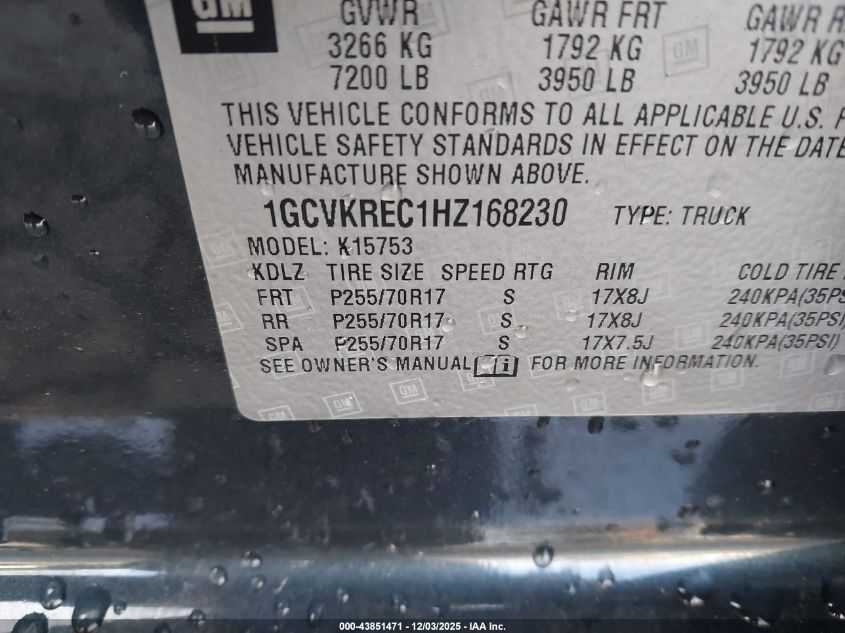 GM
GVWR GAWR FRT GAWR R
3266 KG 1792 KG 1792 KG
7200 LB 3950 LB 3950 LB
THIS VEHICLE CONFORMS TO ALL APPLICABLE U.S. F
VEHICLE SAFETY STANDARDS IN EFFECT ON THE DATE
MANUFACTURE SHOWN ABOVE.
1GCVKREC1HZ168230 TYPE: TRUCK
MODEL: K15753
KDLZ TIRE SIZE SPEED RTG RIM COLD TIRE
FRT P255/70R17 S 17X8J 240KPA(35PS
RR P255/70R17 S 17X8J 240KPA(35PSI)
SPA P255/70R17 S 17X7.5J 240KPA(35PSI)
SEE OWNER'S MANUAL i FOR MORE INFORMATION.
000-43851471 - 12/03/2025 - IAA Inc.